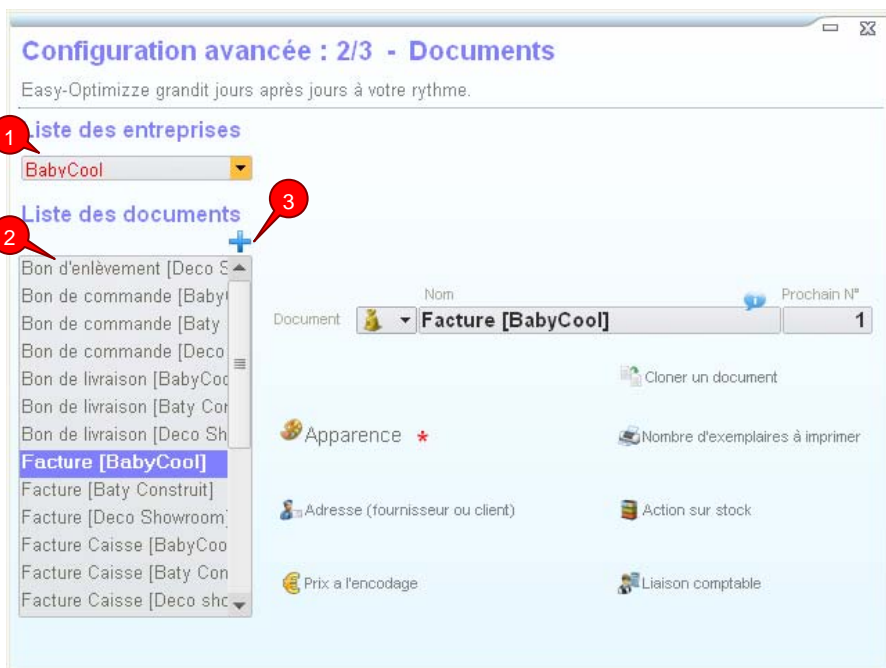 Configuration avancée : 2/3 - Documents
Easy-Optimizze grandit jours après jours à votre rythme.
1
Liste des entreprises
BabyCool
3
Liste des documents
2
Bon d'enlèvement [Deco S
Bon de commande [Baby
Bon de commande [Baty
Bon de commande [Deco
Bon de livraison [BabyCoo
Bon de livraison [Baty Con
Bon de livraison [Deco Sh
Facture [BabyCool]
Facture [Baty Construit]
Facture [Deco Showroom]
Facture Caisse [BabyCoo
Facture Caisse [Baty Con
Facture Caisse [Deco sho
Nom
Prochain N°
Document
Facture [BabyCool]
1
Cloner un document
Apparence *
Nombre d'exemplaires à imprimer
Adresse (fournisseur ou client)
Action sur stock
Prix a l'encodage
Liaison comptable